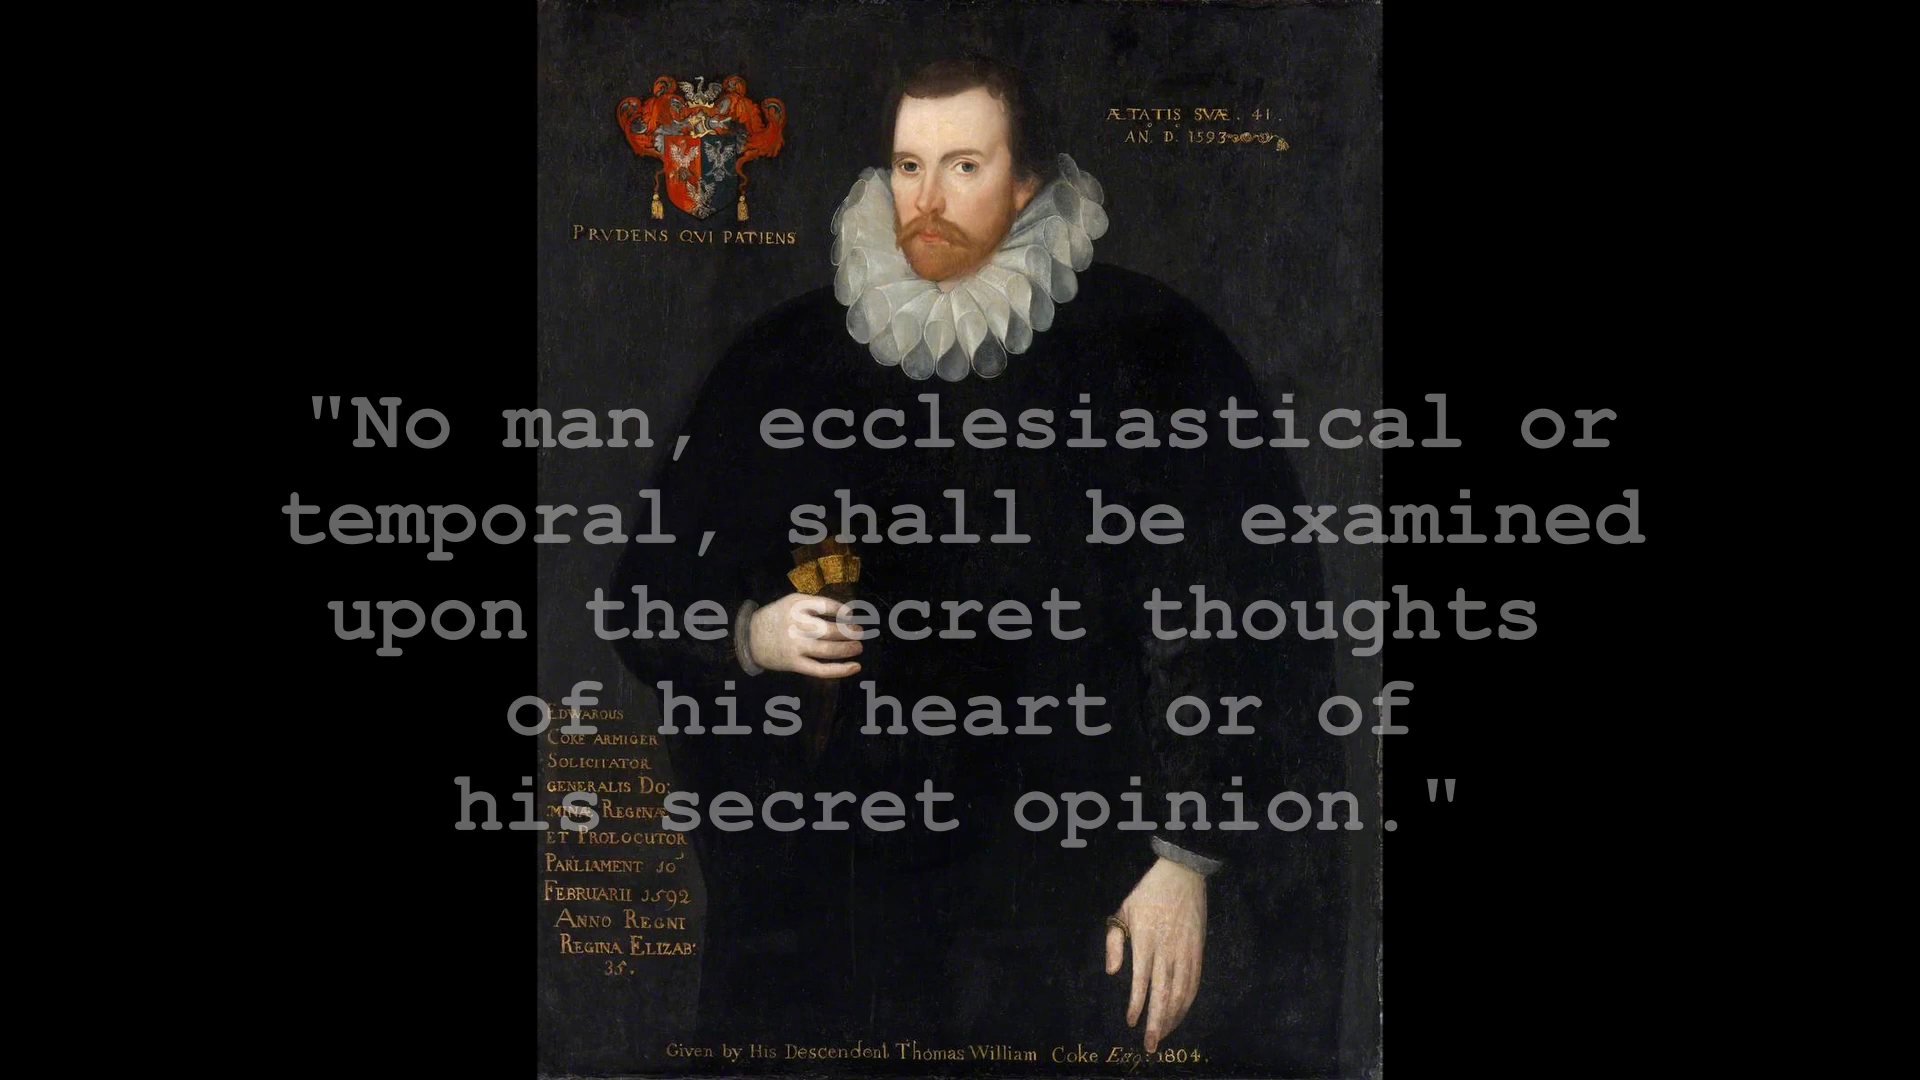 ÆTATIS SVÆ. 41.
AN. D. 1593
PRVDENS QVI PATIENS
"No man, ecclesiastical or
temporal, shall be examined
upon the secret thoughts
of his heart or of
his secret opinion."
EDWARDUS
COKE ARMIGER
SOLICITATOR
GENERALIS DO:
MINÆ REGINÆ
ET PROLOCUTOR
PARLIAMENT 10
FEBRUARII 1592
ANNO REGNI
REGINA ELIZAB:
35.
Given by His Descendent Thomas William Coke Esq: 1804.